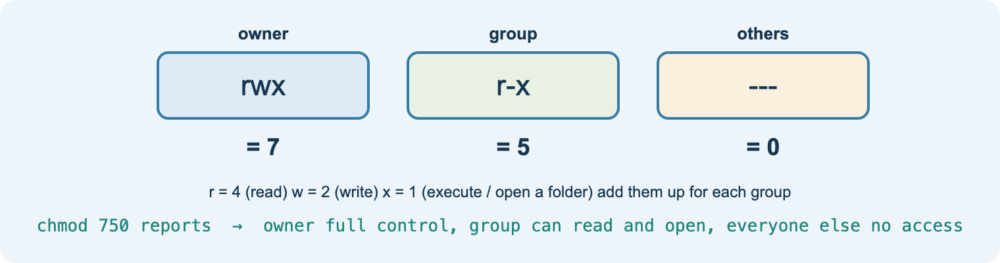 owner group others
rwx r-x ---
= 7 = 5 = 0
r = 4 (read) w = 2 (write) x = 1 (execute / open a folder) add them up for each group
chmod 750 reports → owner full control, group can read and open, everyone else no access